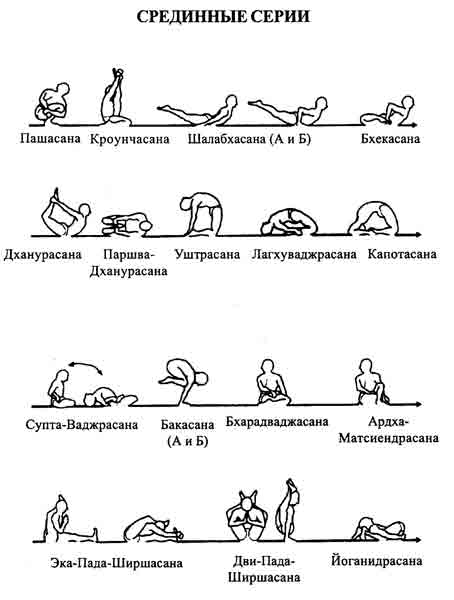 СРЕДИННЫЕ СЕРИИ
Пашасана Кроунчасана Шалабхасана (А и Б) Бхекасана
Дханурасана Паршва-Дханурасана Уштрасана Лагхуваджрасана Капотасана
Супта-Ваджрасана Бакасана (А и Б) Бхарадваджасана Ардха-Матсиендрасана
Эка-Пада-Ширшасана Дви-Пада-Ширшасана Йоганидрасана